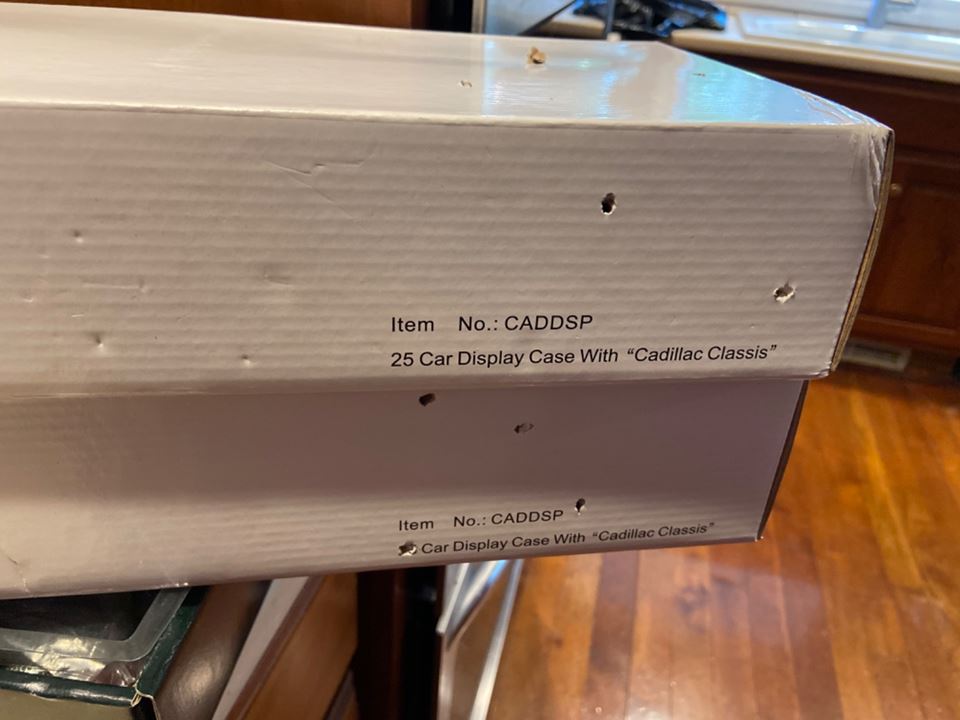 Item No.: CADDSP
25 Car Display Case With “Cadillac Classis”
Item No.: CADDSP
Car Display Case With “Cadillac Classis”